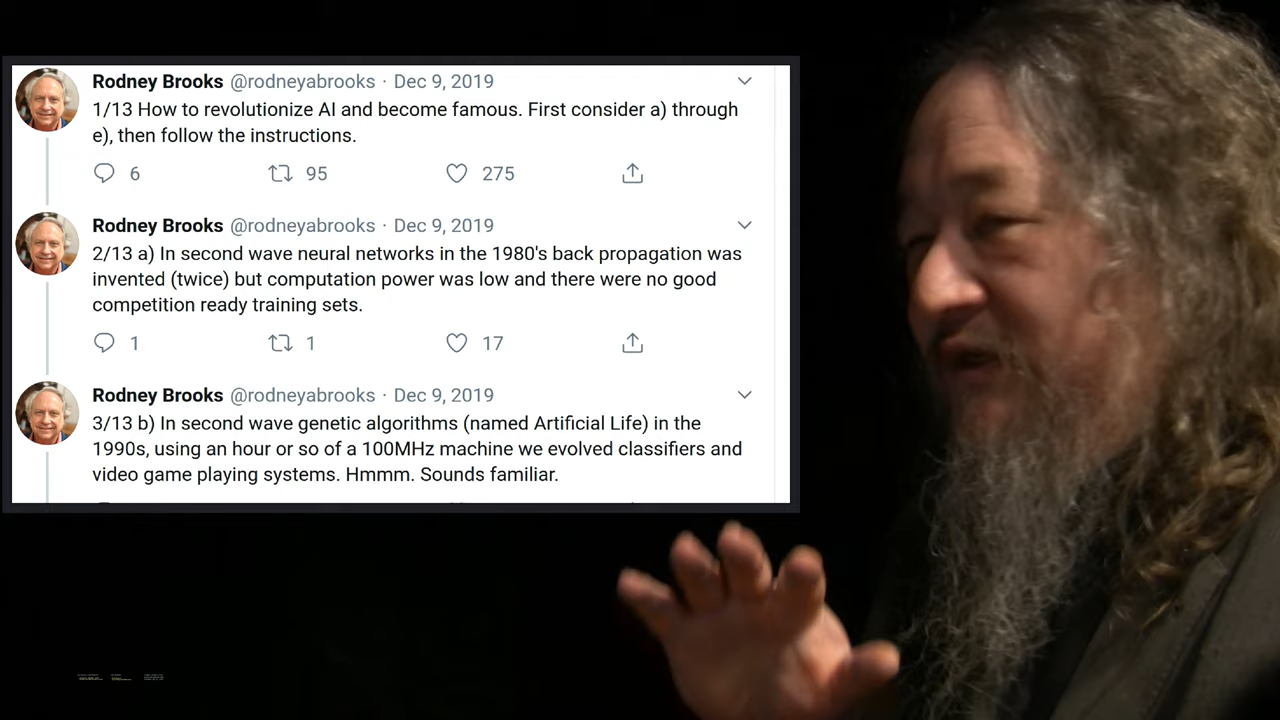 Rodney Brooks @rodneyabrooks · Dec 9, 2019
1/13 How to revolutionize AI and become famous. First consider a) through
e), then follow the instructions.
6 95 275
Rodney Brooks @rodneyabrooks · Dec 9, 2019
2/13 a) In second wave neural networks in the 1980's back propagation was
invented (twice) but computation power was low and there were no good
competition ready training sets.
1 1 17
Rodney Brooks @rodneyabrooks · Dec 9, 2019
3/13 b) In second wave genetic algorithms (named Artificial Life) in the
1990s, using an hour or so of a 100MHz machine we evolved classifiers and
video game playing systems. Hmmm. Sounds familiar.